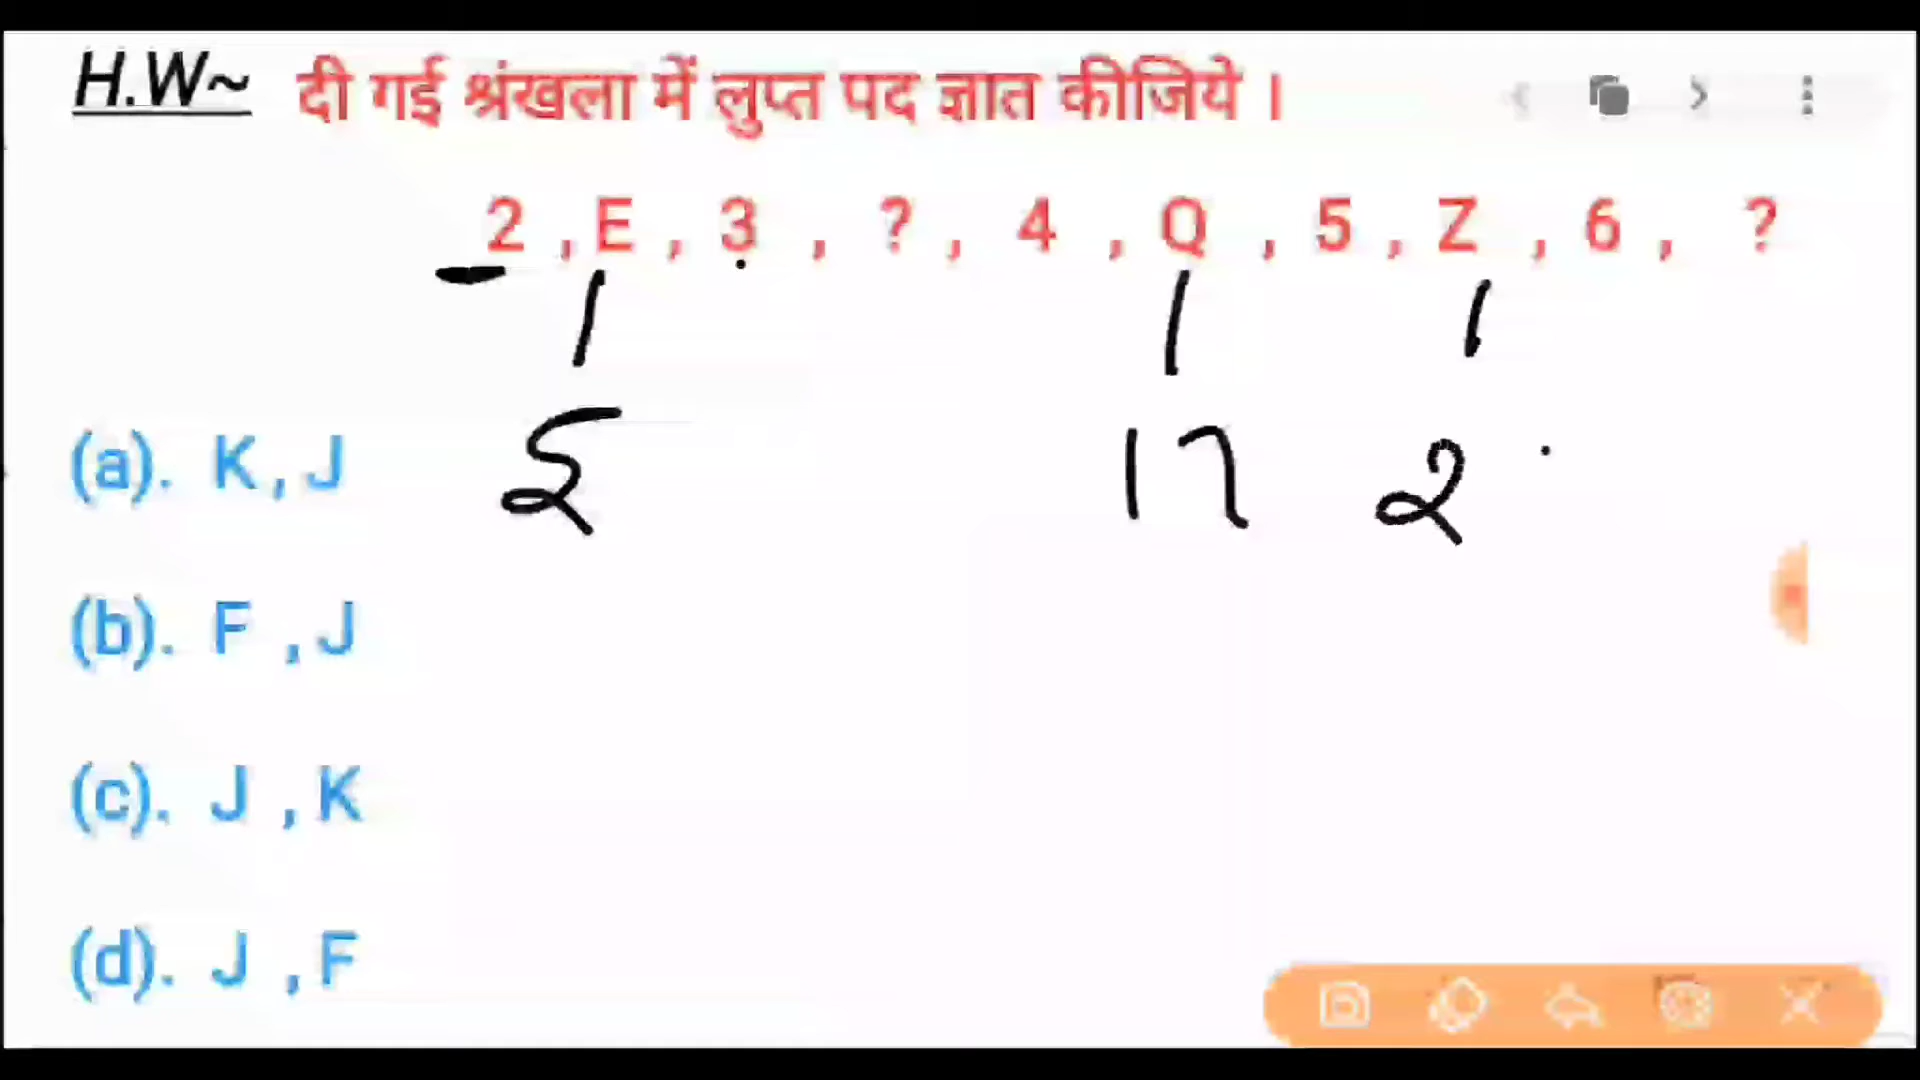 H.W~ दी गई श्रंखला में लुप्त पद ज्ञात कीजिये ।
2 , E , 3 , ? , 4 , Q , 5 , Z , 6 , ?
5 17 2
(a). K , J
(b). F , J
(c). J , K
(d). J , F